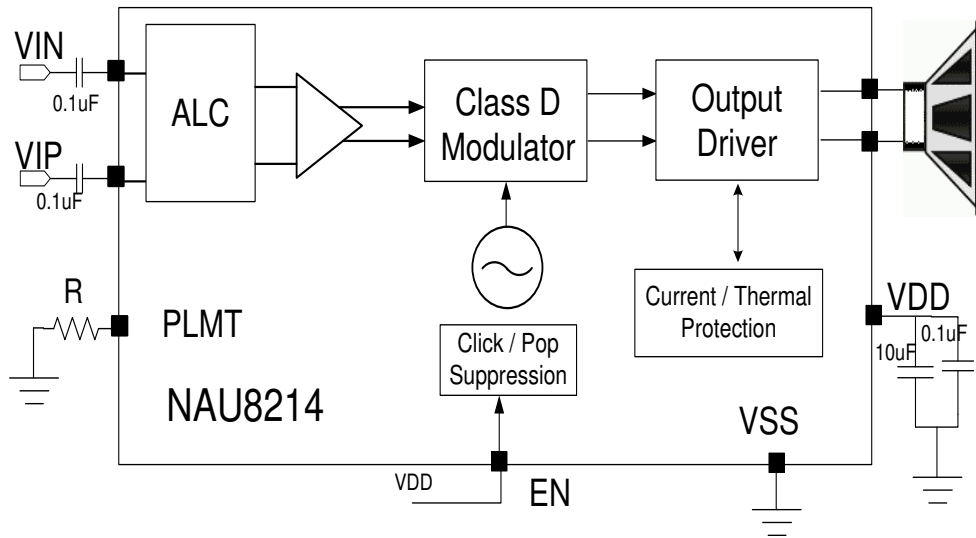 VIN
0.1uF
VIP
0.1uF
ALC
Class D
Modulator
Output
Driver
R
PLMT
NAU8214
Click / Pop
Suppression
Current / Thermal
Protection
VDD
0.1uF
10uF
VSS
VDD
EN